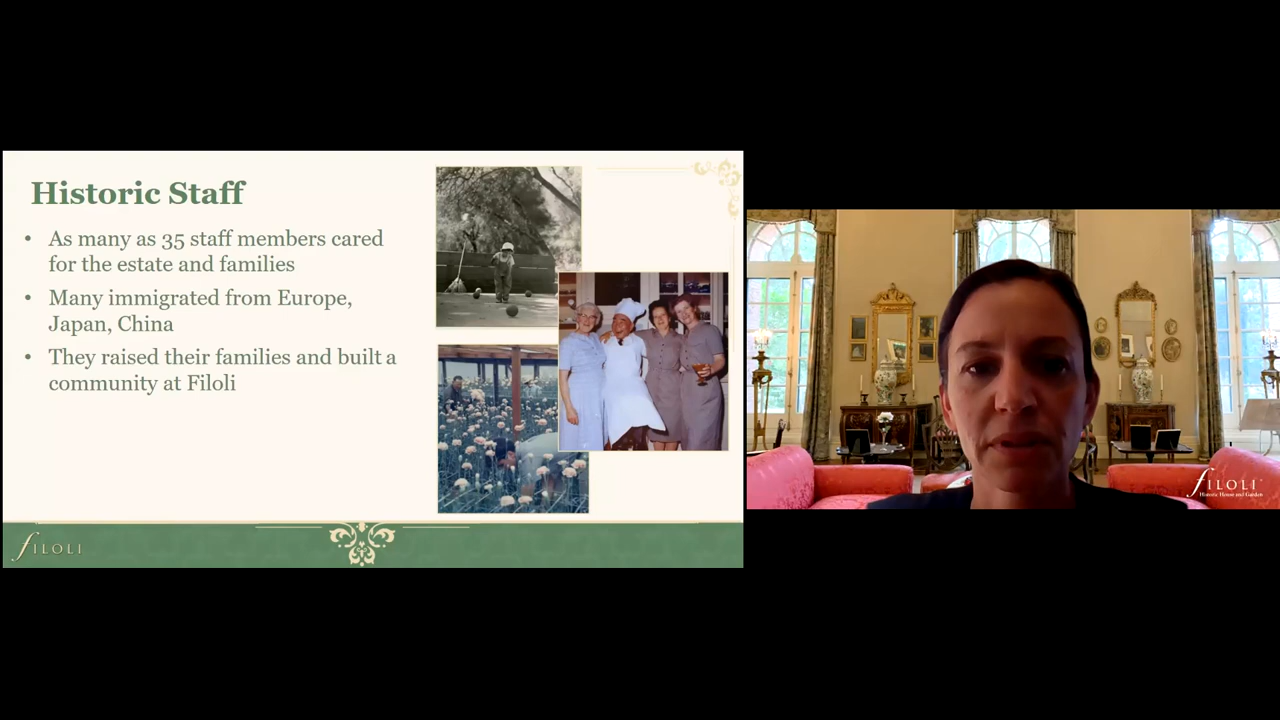 Historic Staff
• As many as 35 staff members cared
for the estate and families
• Many immigrated from Europe,
Japan, China
• They raised their families and built a
community at Filoli
FILOLI
FILOLI
Historic House and Garden